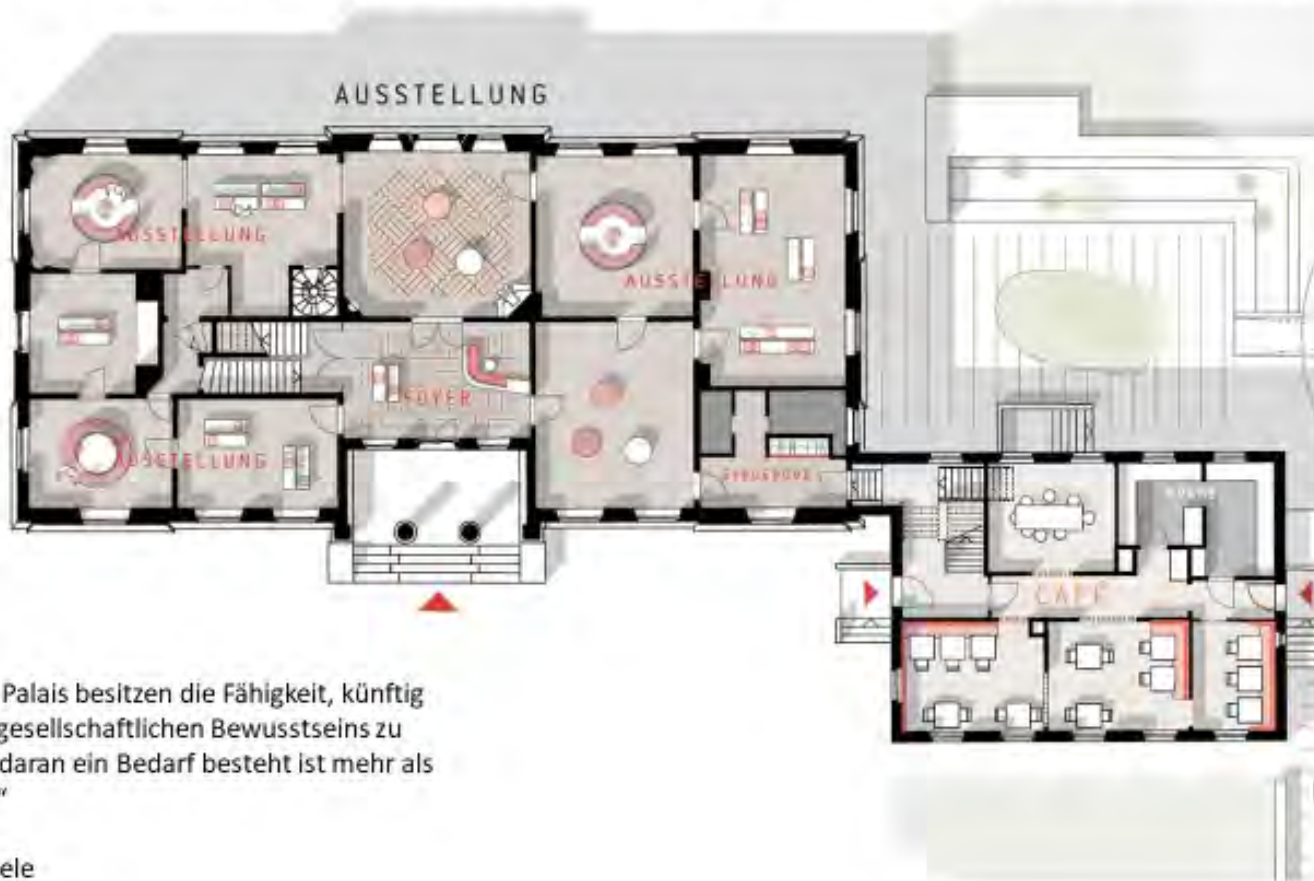 AUSSTELLUNG
AUSSTELLUNG
AUSSTELLUNG
FOYER
AUSSTELLUNG
KÜCHE
CAFE
Palais besitzen die Fähigkeit, künftig
gesellschaftlichen Bewusstseins zu
daran ein Bedarf besteht ist mehr als
"
ele